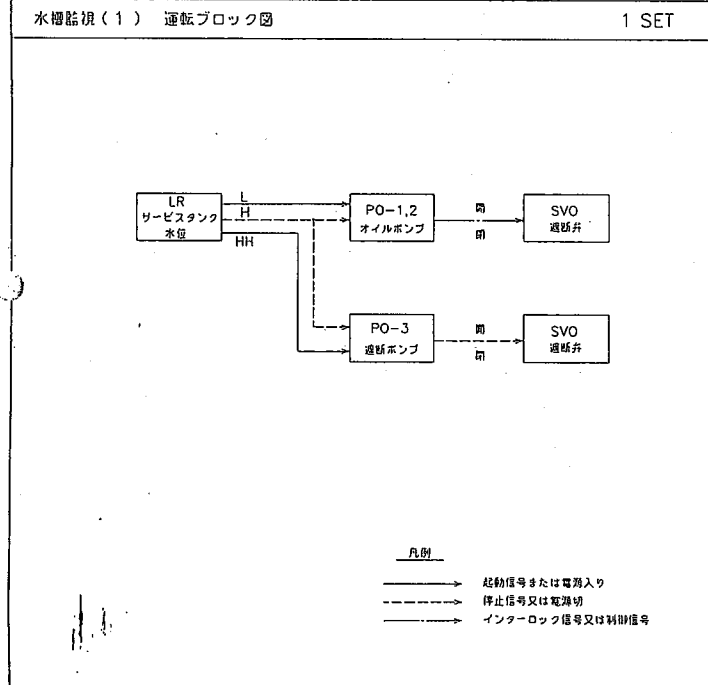 水槽監視(1) 運転ブロック図
1 SET
LR
サービスタンク
水位
L
H
HH
PO-1,2
オイルポンプ
開
閉
SVO
遮断弁
PO-3
遮断ポンプ
開
閉
SVO
遮断弁
凡例
起動信号または電源入り
停止信号又は電源切
インターロック信号又は制御信号